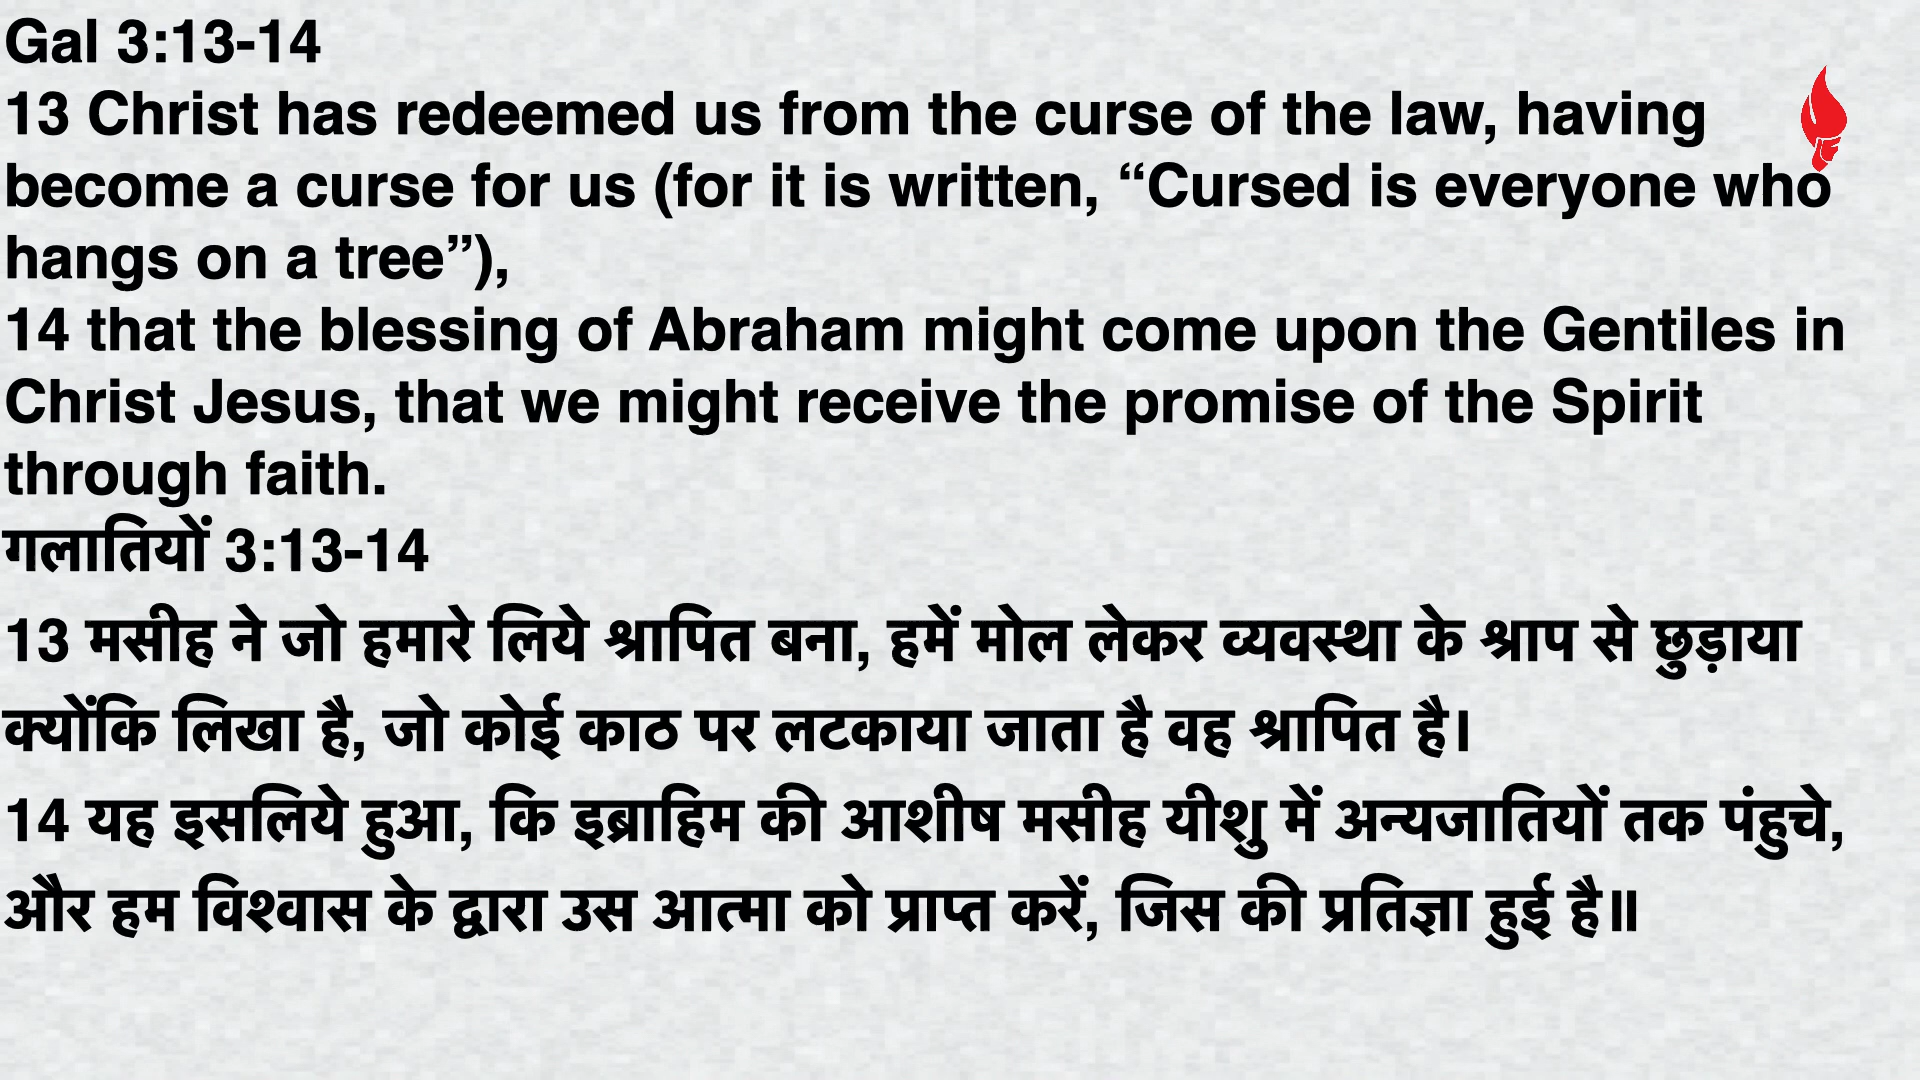 Gal 3:13-14
13 Christ has redeemed us from the curse of the law, having
become a curse for us (for it is written, “Cursed is everyone who
hangs on a tree”),
14 that the blessing of Abraham might come upon the Gentiles in
Christ Jesus, that we might receive the promise of the Spirit
through faith.
गलातियों 3:13-14
13 मसीह ने जो हमारे लिये श्रापित बना, हमें मोल लेकर व्यवस्था के श्राप से छुड़ाया
क्योंकि लिखा है, जो कोई काठ पर लटकाया जाता है वह श्रापित है।
14 यह इसलिये हुआ, कि इब्राहिम की आशीष मसीह यीशु में अन्यजातियों तक पंहुचे,
और हम विश्वास के द्वारा उस आत्मा को प्राप्त करें, जिस की प्रतिज्ञा हुई है॥